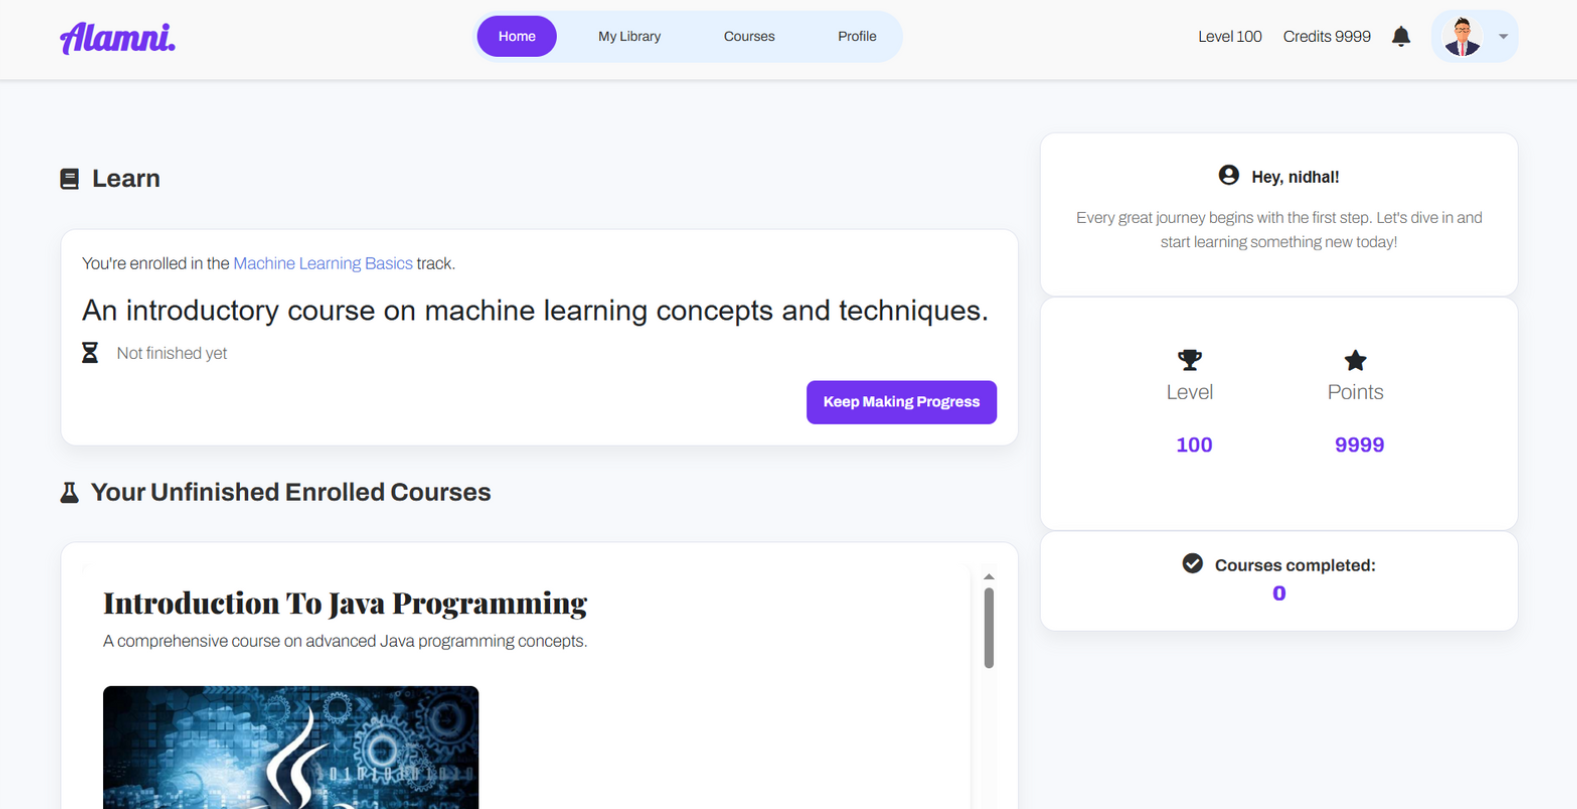 Alamni.
Home
My Library
Courses
Profile
Level 100
Credits 9999
Learn
You're enrolled in the Machine Learning Basics track.
An introductory course on machine learning concepts and techniques.
Not finished yet
Keep Making Progress
Your Unfinished Enrolled Courses
Introduction To Java Programming
A comprehensive course on advanced Java programming concepts.
Hey, nidhal!
Every great journey begins with the first step. Let's dive in and
start learning something new today!
Level
Points
100
9999
Courses completed:
0